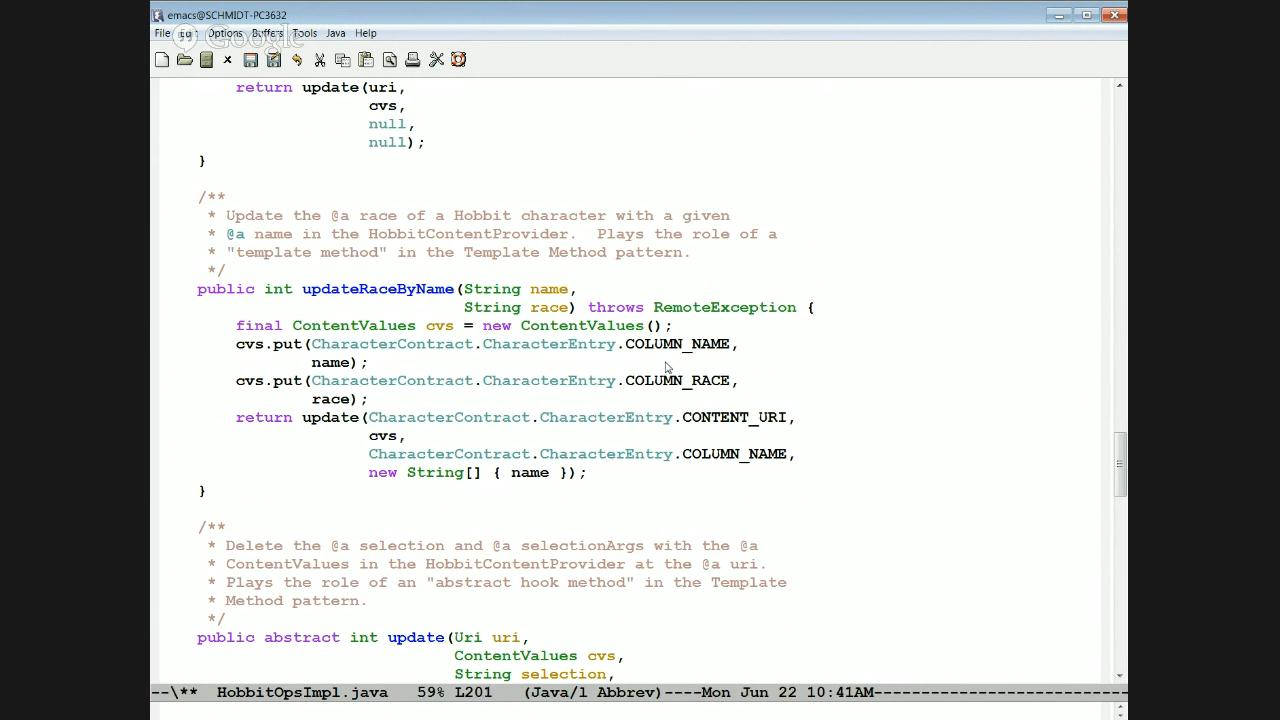 emacs@SCHMIDT-PC3632
File Edit Options Buffers Tools Java Help
Google
return update(uri,
cvs,
null,
null);
}
/**
* Update the @a race of a Hobbit character with a given
* @a name in the HobbitContentProvider.  Plays the role of a
* "template method" in the Template Method pattern.
*/
public int updateRaceByName(String name,
String race) throws RemoteException {
final ContentValues cvs = new ContentValues();
cvs.put(CharacterContract.CharacterEntry.COLUMN_NAME,
name);
cvs.put(CharacterContract.CharacterEntry.COLUMN_RACE,
race);
return update(CharacterContract.CharacterEntry.CONTENT_URI,
cvs,
CharacterContract.CharacterEntry.COLUMN_NAME,
new String[] { name });
}
/**
* Delete the @a selection and @a selectionArgs with the @a
* ContentValues in the HobbitContentProvider at the @a uri.
* Plays the role of an "abstract hook method" in the Template
* Method pattern.
*/
public abstract int update(Uri uri,
ContentValues cvs,
String selection,
--\**  HobbitOpsImpl.java   59% L201   (Java/l Abbrev)----Mon Jun 22 10:41AM---------------------------